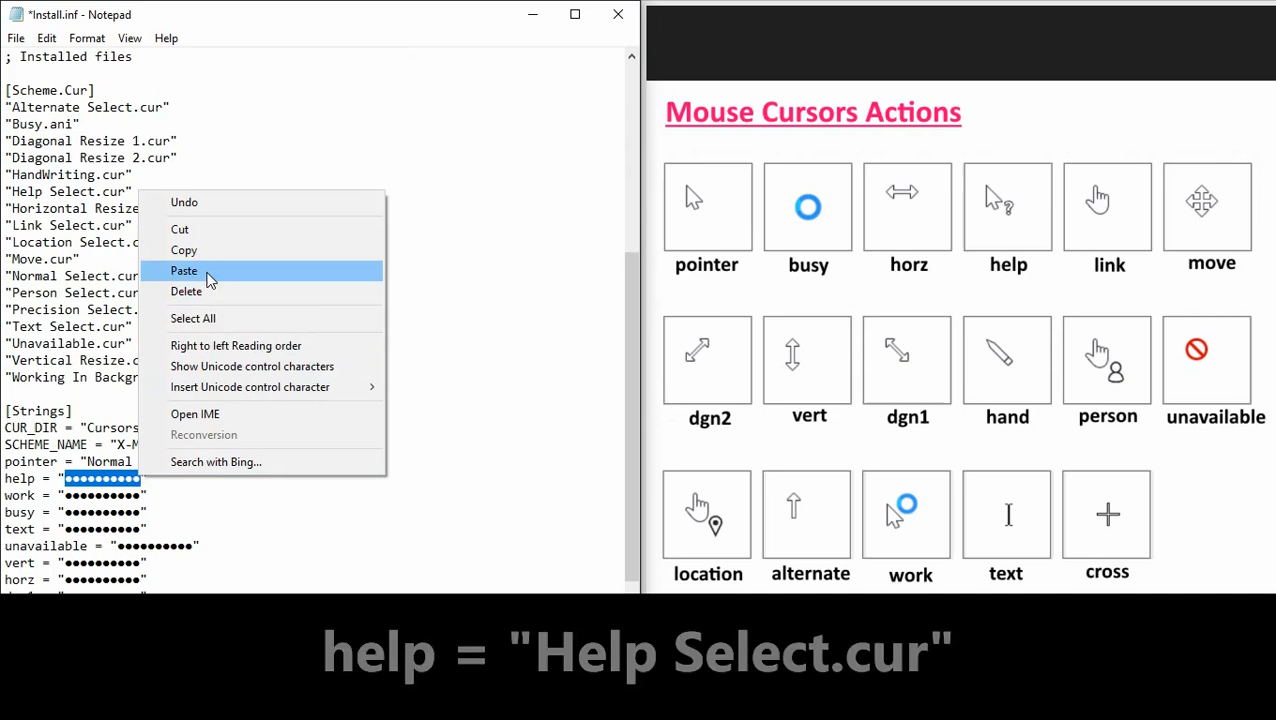 *Install.inf - Notepad
File Edit Format View Help
; Installed files
[Scheme.Cur]
"Alternate Select.cur"
"Busy.ani"
"Diagonal Resize 1.cur"
"Diagonal Resize 2.cur"
"HandWriting.cur"
"Help Select.cur"
"Horizontal Resize
"Link Select.cur"
"Location Select.c
"Move.cur"
"Normal Select.cur
"Person Select.cur
"Precision Select.
"Text Select.cur"
"Unavailable.cur"
"Vertical Resize.c
"Working In Backgr
[Strings]
CUR_DIR = "Cursors
SCHEME_NAME = "X-M
pointer = "Normal
help = "●●●●●●●●●●"
work = "●●●●●●●●●●"
busy = "●●●●●●●●●●"
text = "●●●●●●●●●●"
unavailable = "●●●●●●●●●●"
vert = "●●●●●●●●●●"
horz = "●●●●●●●●●●"
Undo
Cut
Copy
Paste
Delete
Select All
Right to left Reading order
Show Unicode control characters
Insert Unicode control character
Open IME
Reconversion
Search with Bing...
Mouse Cursors Actions
pointer busy horz help link move
dgn2 vert dgn1 hand person unavailable
location alternate work text cross
help = "Help Select.cur"